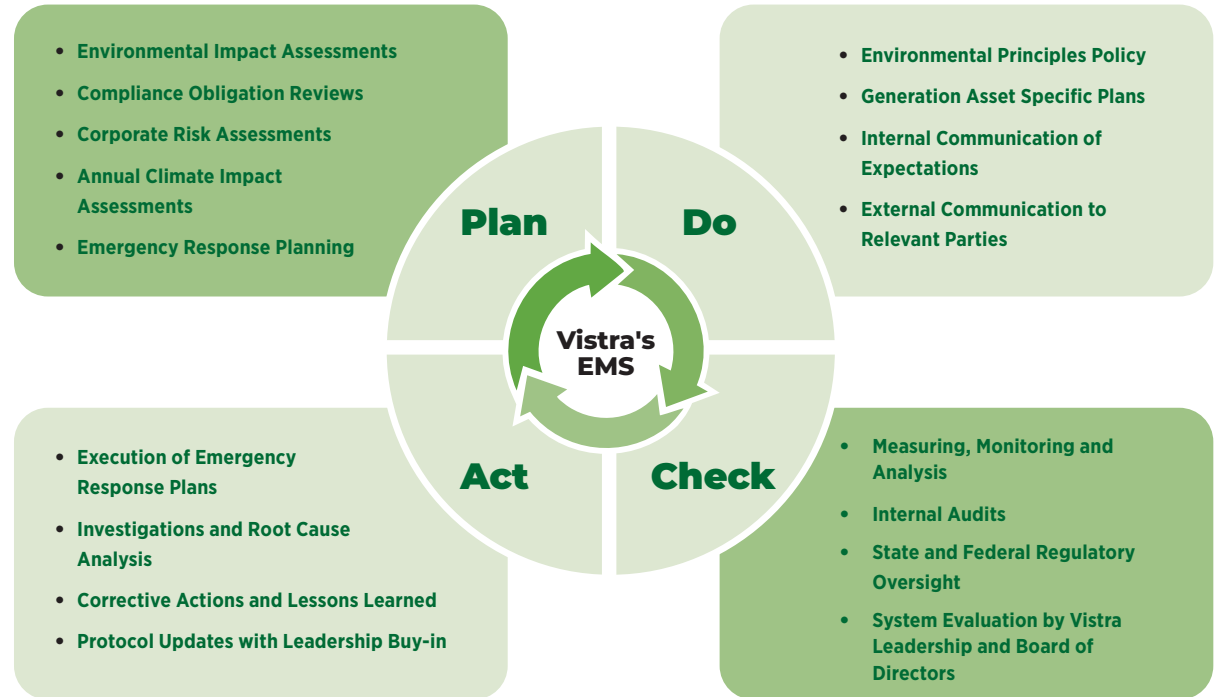 • Environmental Impact Assessments
• Compliance Obligation Reviews
• Corporate Risk Assessments
• Annual Climate Impact
Assessments
• Emergency Response Planning
• Environmental Principles Policy
• Generation Asset Specific Plans
• Internal Communication of
Expectations
• External Communication to
Relevant Parties
Plan
Do
Vistra's
EMS
Act
Check
• Execution of Emergency
Response Plans
• Investigations and Root Cause
Analysis
• Corrective Actions and Lessons Learned
• Protocol Updates with Leadership Buy-in
• Measuring, Monitoring and
Analysis
• Internal Audits
• State and Federal Regulatory
Oversight
• System Evaluation by Vistra
Leadership and Board of
Directors